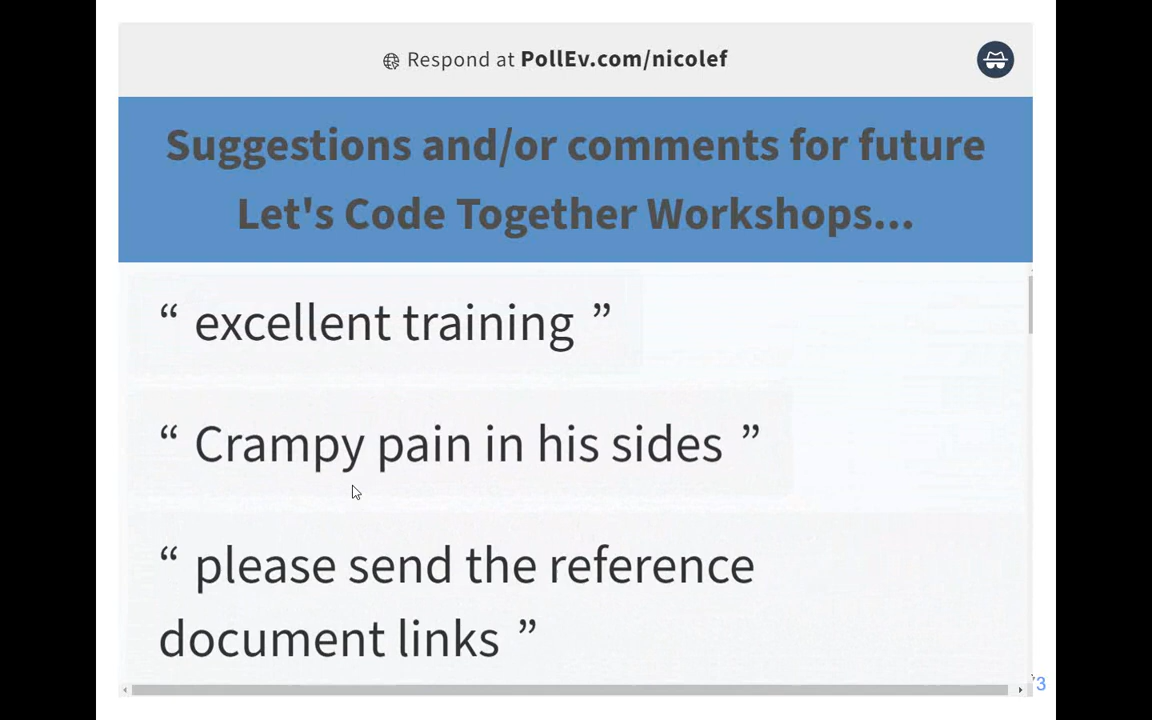 Respond at PollEv.com/nicolef
Suggestions and/or comments for future
Let's Code Together Workshops...
“ excellent training ”
“ Crampy pain in his sides ”
“ please send the reference
document links ”
3